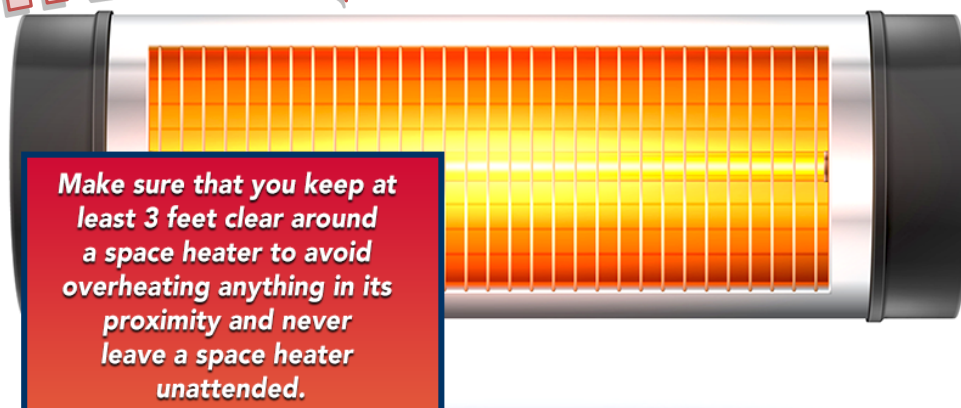 Make sure that you keep at
least 3 feet clear around
a space heater to avoid
overheating anything in its
proximity and never
leave a space heater
unattended.